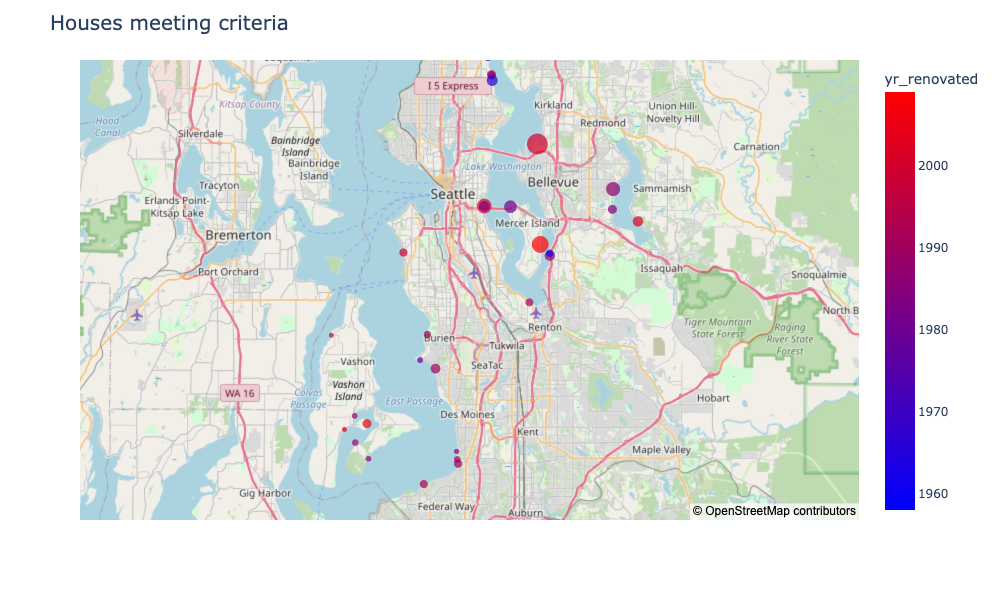 Houses meeting criteria
yr_renovated
I 5 Express
Kitsap County
Kirkland
Union Hill-
Novelty Hill
Hood
Canal
Silverdale
Redmond
Bainbridge
Island
Bainbridge
Island
Carnation
Lake Washington
2000
Tracyton
Seattle
Bellevue
Sammamish
Erlands Point-
Kitsap Lake
Mercer Island
Bremerton
1990
Port Orchard
Issaquah
Snoqualmie
North B
Tiger Mountain
State Forest
Raging
River State
Forest
Renton
1980
Burien
Tukwila
Vashon
SeaTac
WA 16
Colvos
Passage
Vashon
Island
East Passage
Hobart
Des Moines
1970
Kent
Maple Valley
Gig Harbor
1960
Federal Way
Auburn
© OpenStreetMap contributors